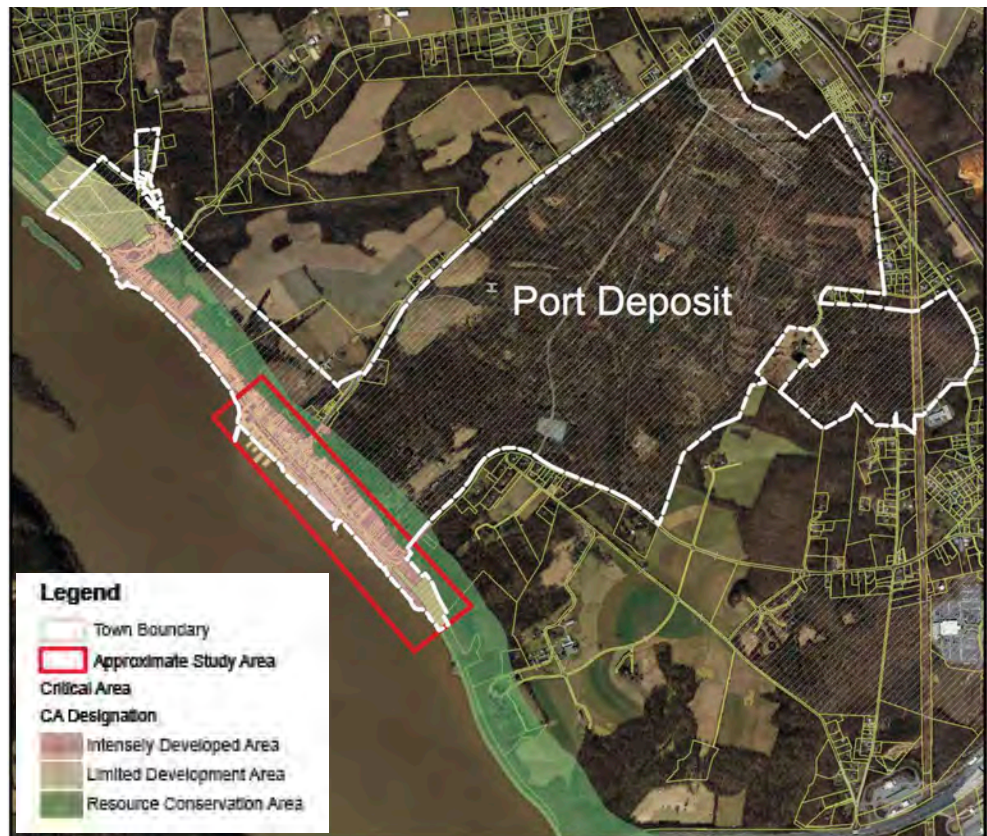 Port Deposit
Legend
Town Boundary
Approximate Study Area
Critical Area
CA Designation
Intensely Developed Area
Limited Development Area
Resource Conservation Area